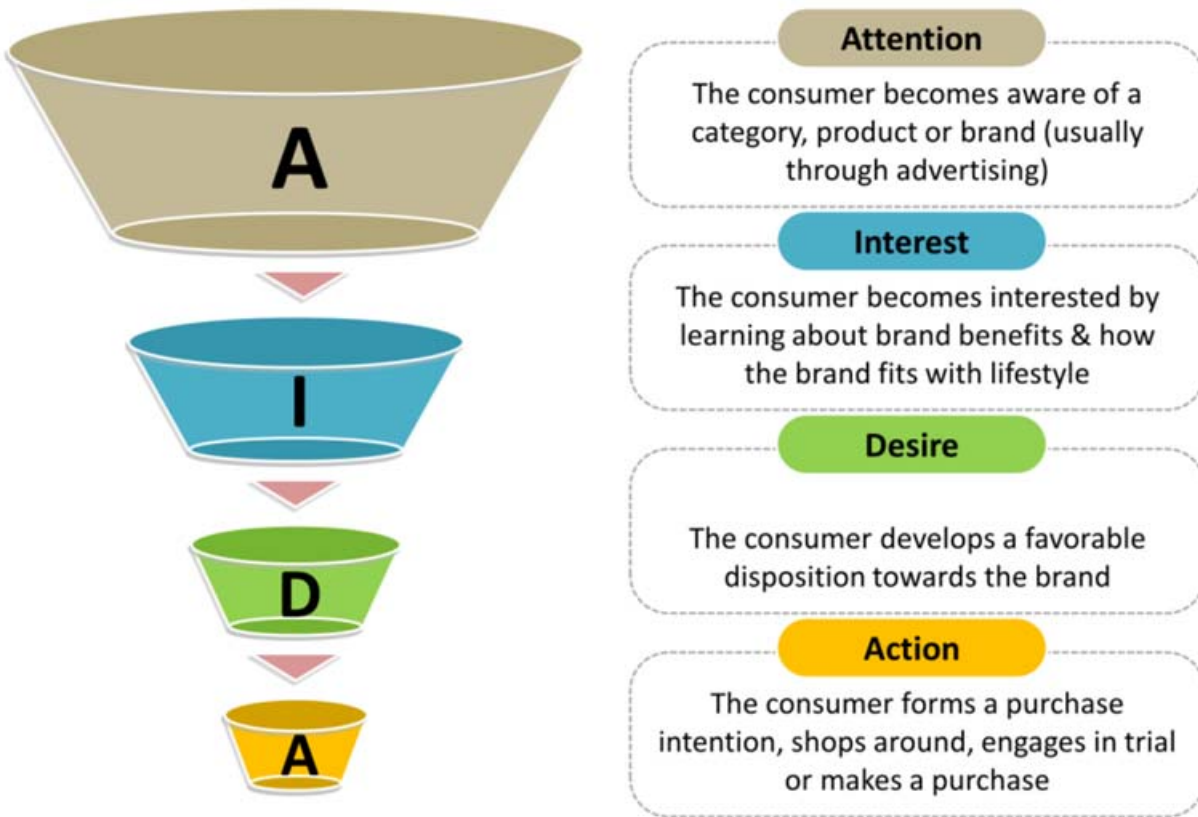 A
I
D
A
Attention
The consumer becomes aware of a
category, product or brand (usually
through advertising)
Interest
The consumer becomes interested by
learning about brand benefits & how
the brand fits with lifestyle
Desire
The consumer develops a favorable
disposition towards the brand
Action
The consumer forms a purchase
intention, shops around, engages in trial
or makes a purchase